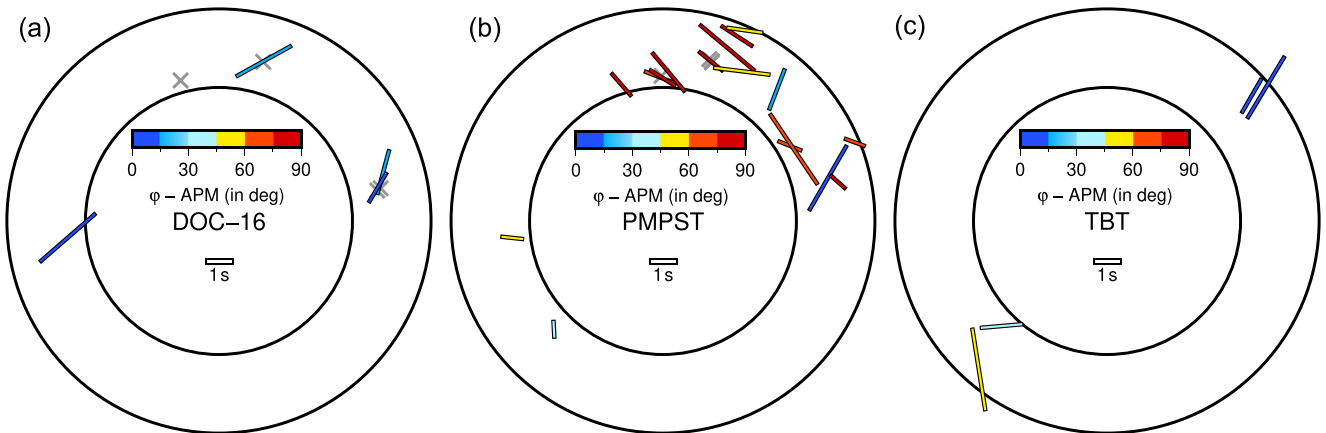 (a)
0 30 60 90
φ – APM (in deg)
DOC–16
1 s
(b)
0 30 60 90
φ – APM (in deg)
PMPST
1 s
(c)
0 30 60 90
φ – APM (in deg)
TBT
1 s